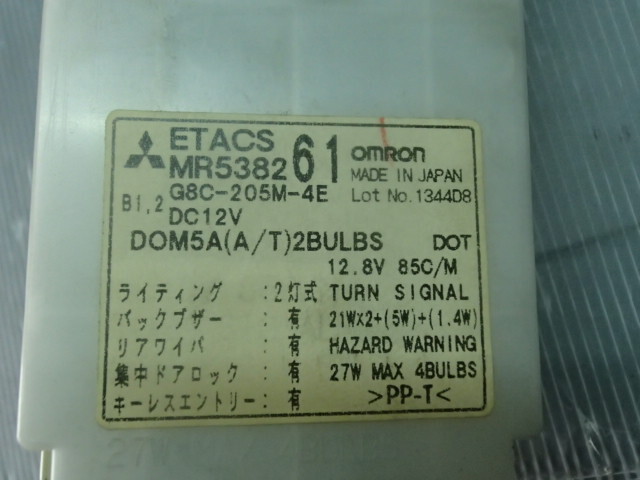 ETACS
MR538261 omron
MADE IN JAPAN
B1,2 G8C-205M-4E Lot No.1344D8
DC12V
DOM5A(A/T)2BULBS DOT
12.8V 85C/M
ライティング :2灯式 TURN SIGNAL
バックブザー :有 21W×2+(5W)+(1.4W)
リアワイパ :有 HAZARD WARNING
集中ドアロック :有 27W MAX 4BULBS
キーレスエントリー:有 >PP-T<